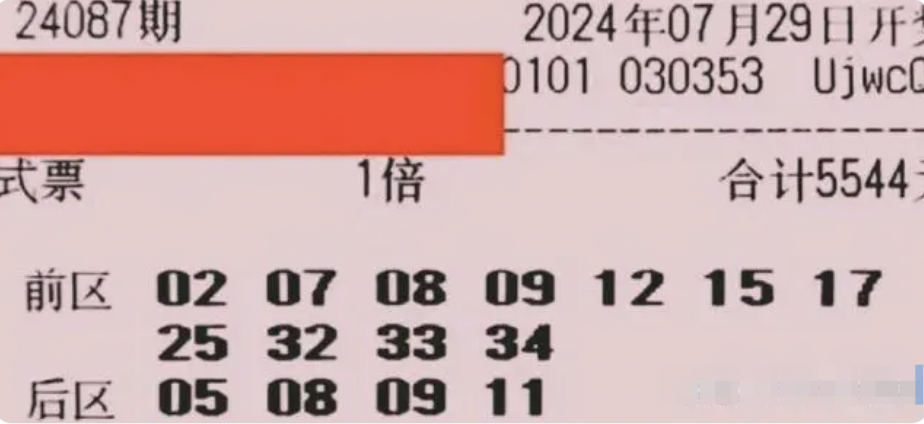 24087期 2024年07月29日开
0101 030353 Ujwc
式票 1倍 合计5544
前区 02 07 08 09 12 15 17
25 32 33 34
后区 05 08 09 11